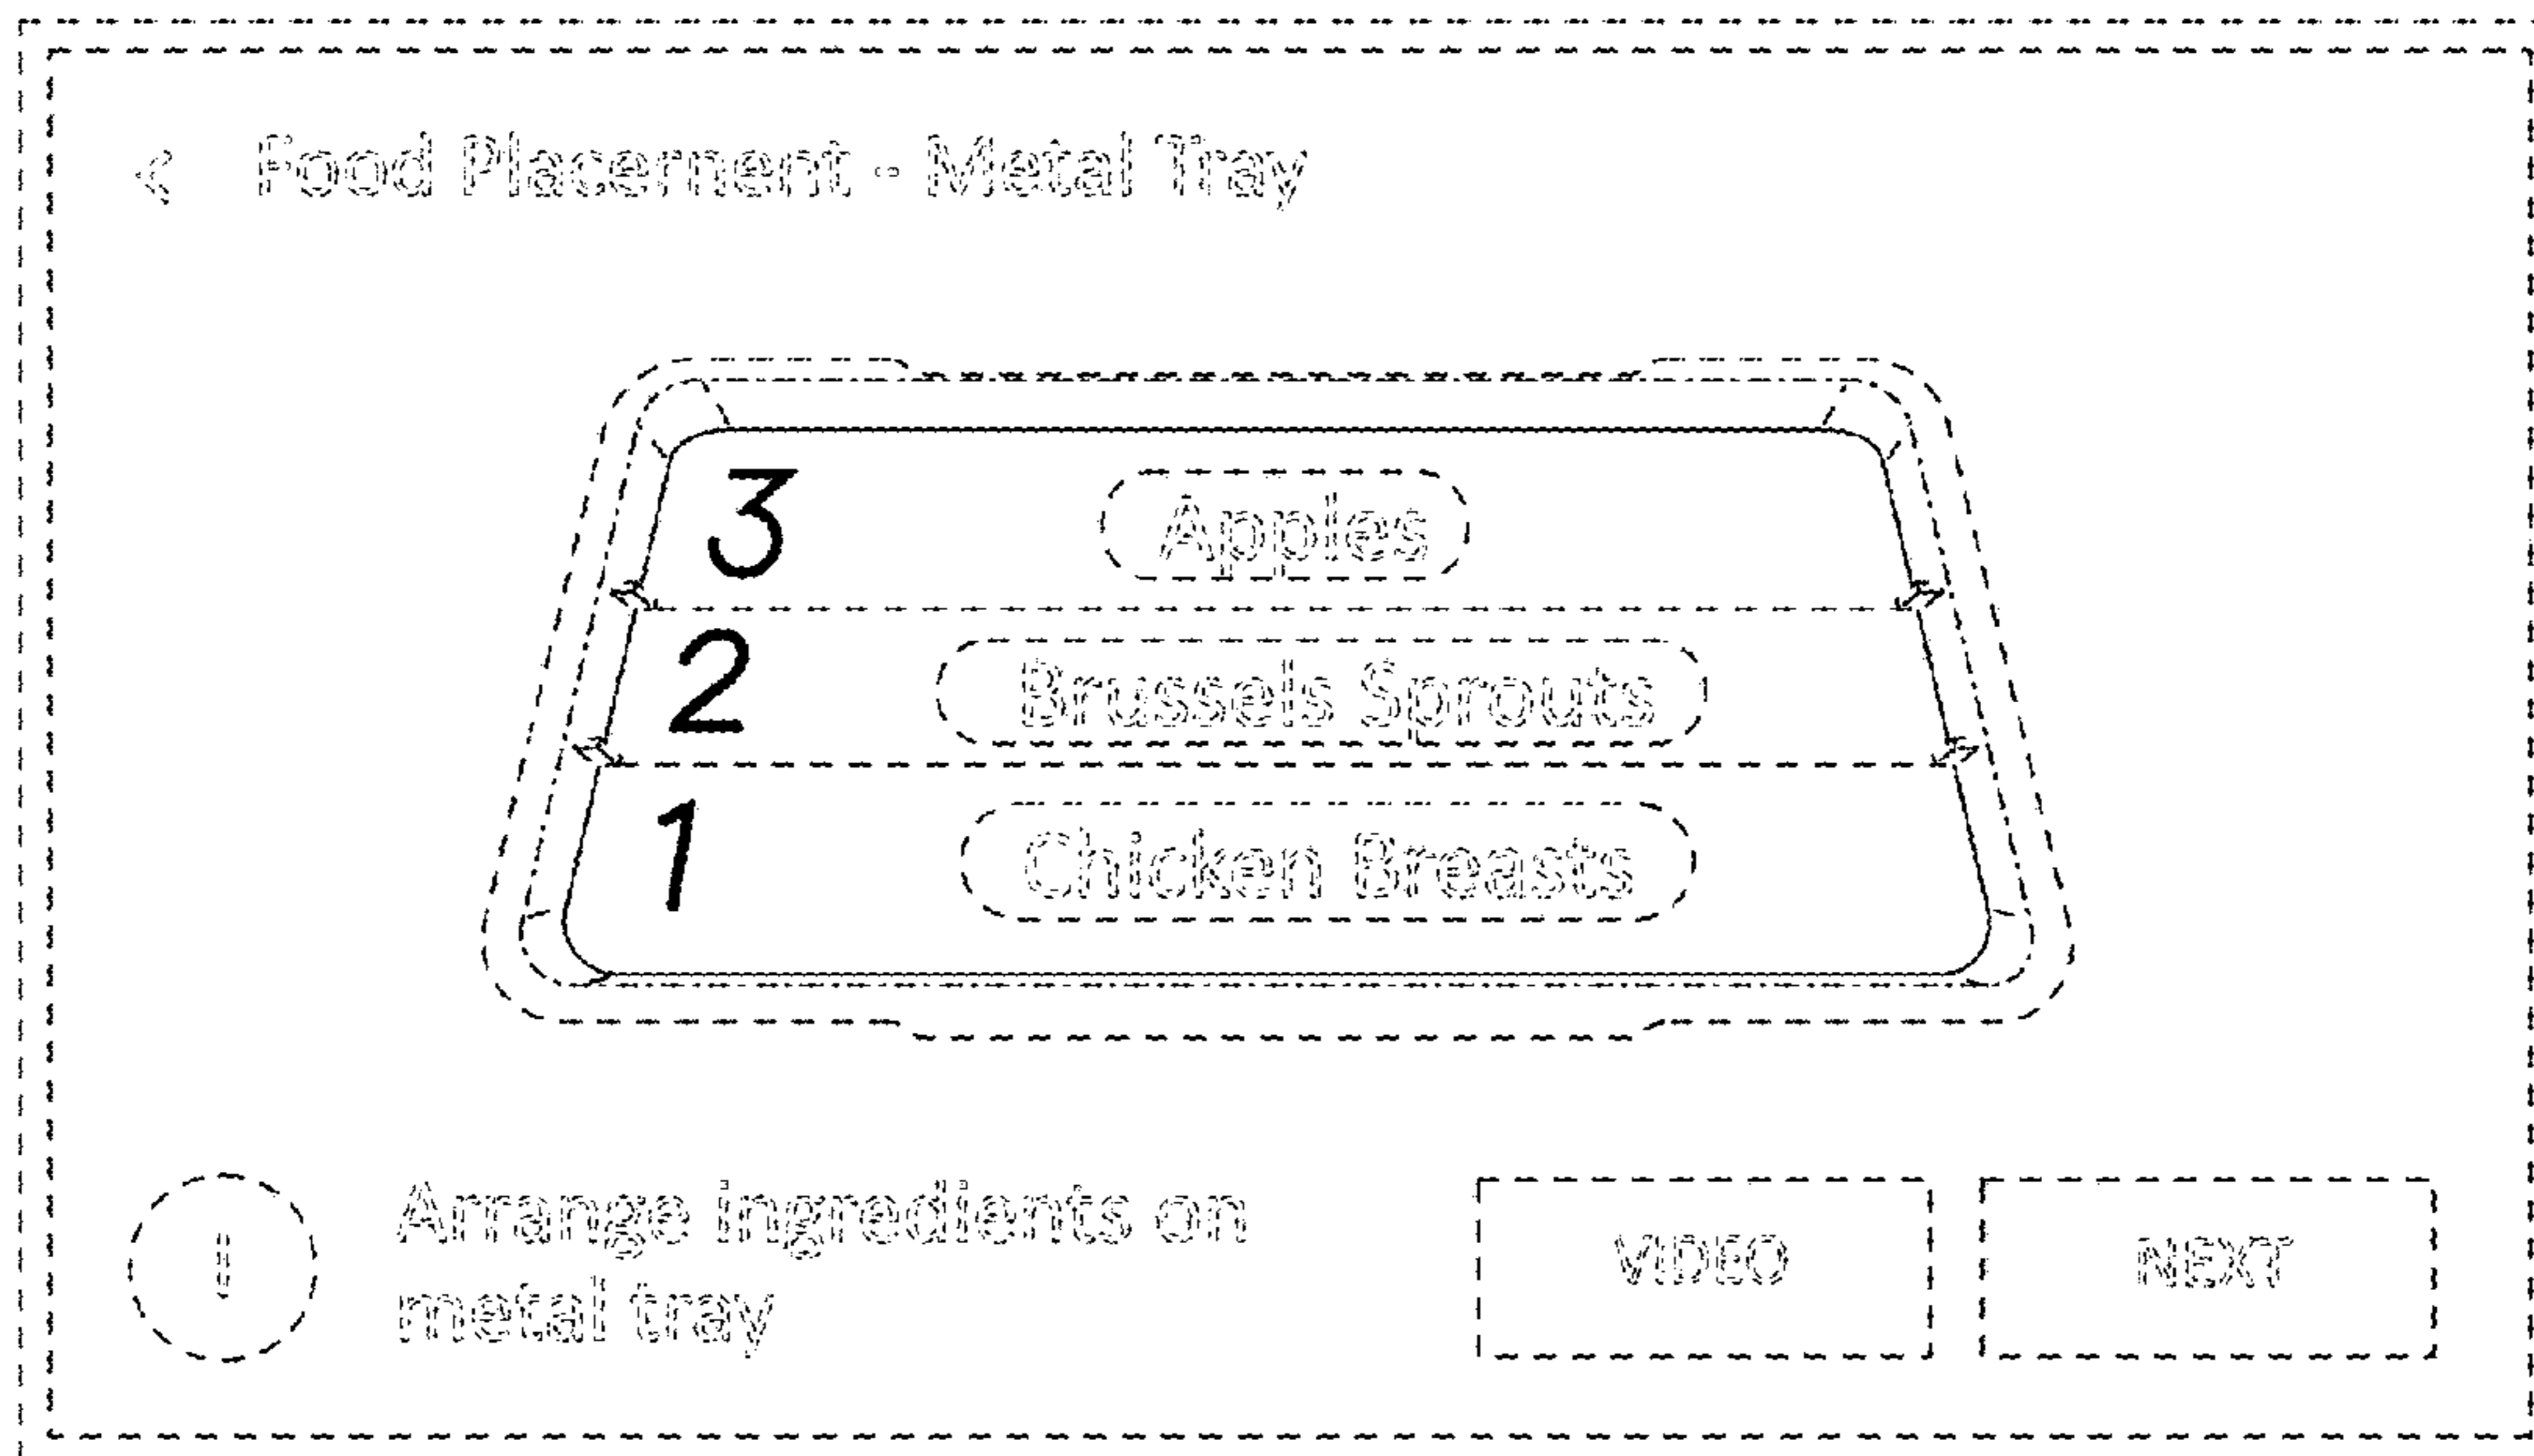 < Food Placement - Metal Tray
3 Apples
2 Brussels Sprouts
1 Chicken Breasts
Arrange ingredients on
metal tray
VIDEO NEXT